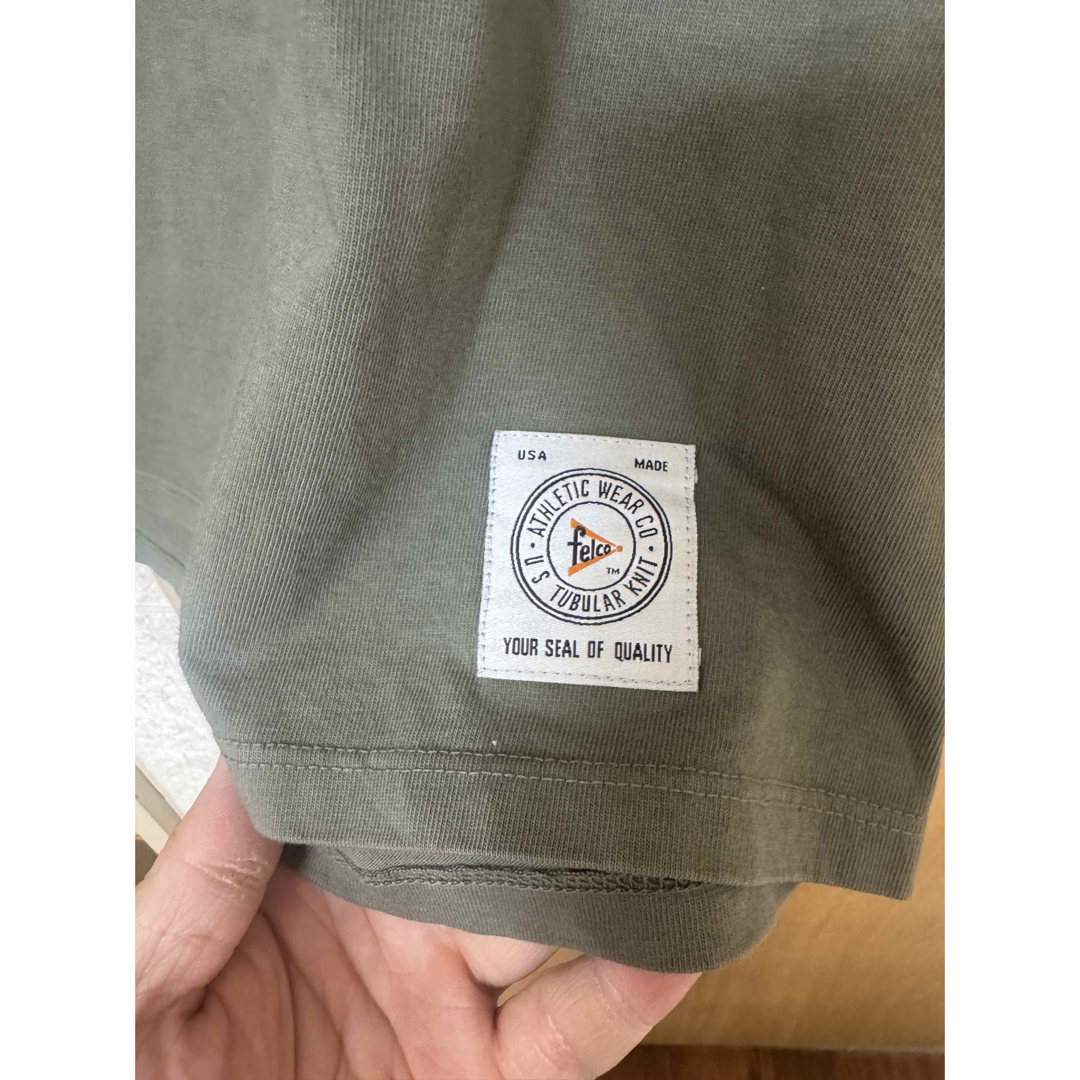 USA MADE
ATHLETIC WEAR CO
felco TM
· U S TUBULAR KNIT ·
YOUR SEAL OF QUALITY